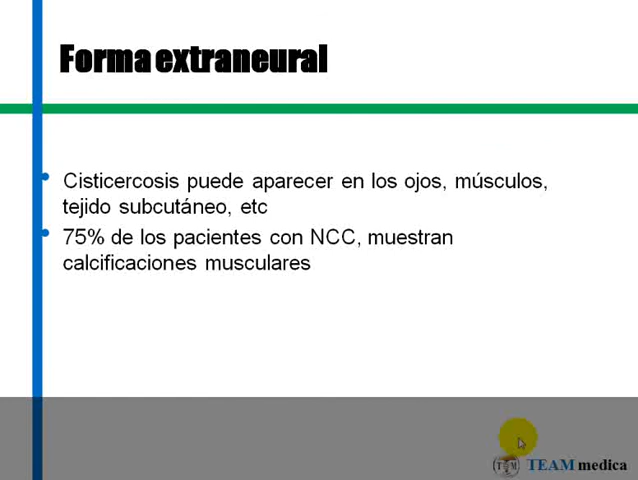 Forma extraneural
• Cisticercosis puede aparecer en los ojos, músculos,
tejido subcutáneo, etc
• 75% de los pacientes con NCC, muestran
calcificaciones musculares
TEAM medica